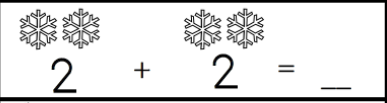 2 + 2 = __